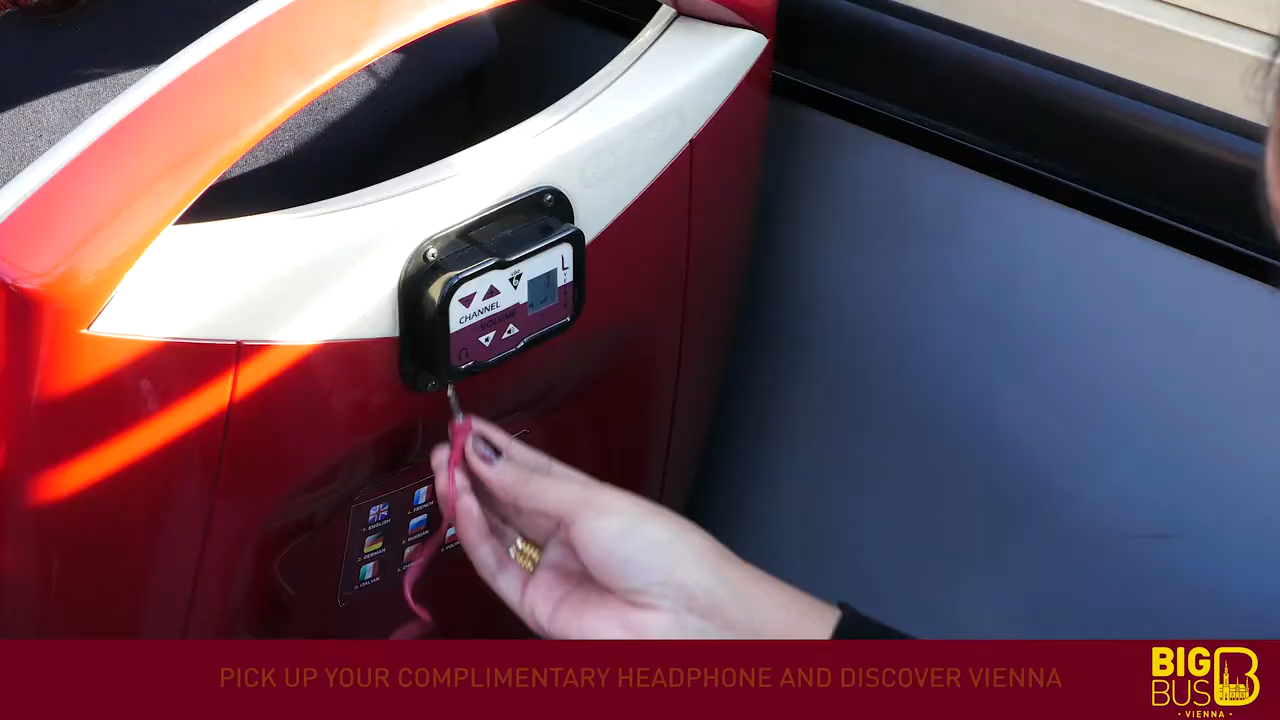 CHANNEL
VOLUME
1. ENGLISH
4. FRENCH
2. GERMAN
5. RUSSIAN
3. ITALIAN
PICK UP YOUR COMPLIMENTARY HEADPHONE AND DISCOVER VIENNA
BIG
BUS
· VIENNA ·